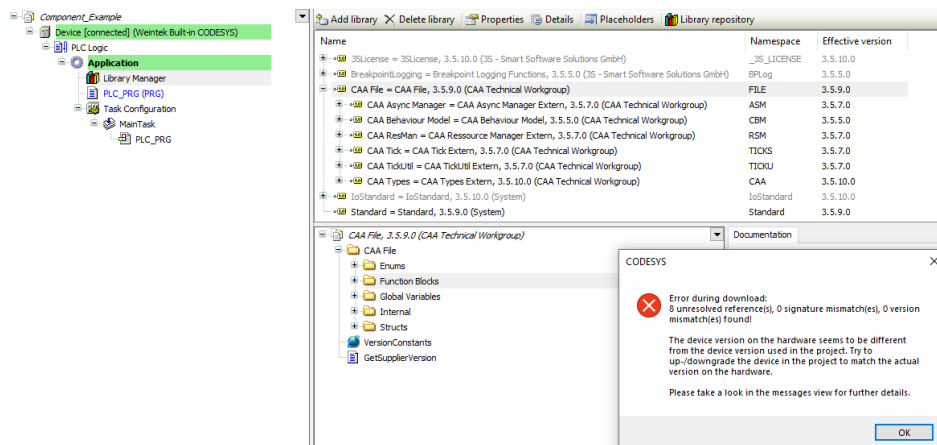 Component_Example
Device [connected] (Weintek Built-in CODESYS)
PLC Logic
Application
Library Manager
PLC_PRG (PRG)
Task Configuration
MainTask
PLC_PRG
Add library Delete library Properties Details Placeholders Library repository
Name Namespace Effective version
3SLicense = 3SLicense, 3.5.10.0 (3S - Smart Software Solutions GmbH) _3S_LICENSE 3.5.10.0
BreakpointLogging = Breakpoint Logging Functions, 3.5.5.0 (3S - Smart Software Solutions GmbH) BPLog 3.5.5.0
CAA File = CAA File, 3.5.9.0 (CAA Technical Workgroup) FILE 3.5.9.0
CAA Async Manager = CAA Async Manager Extern, 3.5.7.0 (CAA Technical Workgroup) ASM 3.5.7.0
CAA Behaviour Model = CAA Behaviour Model, 3.5.5.0 (CAA Technical Workgroup) CBM 3.5.5.0
CAA ResMan = CAA Ressource Manager Extern, 3.5.7.0 (CAA Technical Workgroup) RSM 3.5.7.0
CAA Tick = CAA Tick Extern, 3.5.7.0 (CAA Technical Workgroup) TICKS 3.5.7.0
CAA TickUtil = CAA TickUtil Extern, 3.5.7.0 (CAA Technical Workgroup) TICKU 3.5.7.0
CAA Types = CAA Types Extern, 3.5.10.0 (CAA Technical Workgroup) CAA 3.5.10.0
IoStandard = IoStandard, 3.5.10.0 (System) IoStandard 3.5.10.0
Standard = Standard, 3.5.9.0 (System) Standard 3.5.9.0
CAA File, 3.5.9.0 (CAA Technical Workgroup)
CAA File
Enums
Function Blocks
Global Variables
Internal
Structs
VersionConstants
GetSupplierVersion
Documentation
CODESYS
Error during download:
8 unresolved reference(s), 0 signature mismatch(es), 0 version
mismatch(es) found!
The device version on the hardware seems to be different
from the device version used in the project. Try to
up-/downgrade the device in the project to match the actual
version on the hardware.
Please take a look in the messages view for further details.
OK